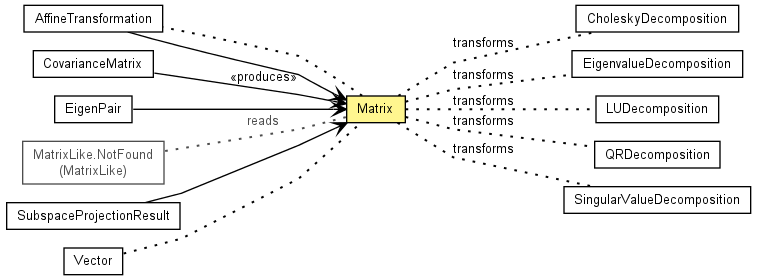 AffineTransformation
CovarianceMatrix
«produces»
EigenPair
reads
MatrixLike.NotFound
(MatrixLike)
SubspaceProjectionResult
Vector
Matrix
transforms
CholeskyDecomposition
transforms
EigenvalueDecomposition
transforms
LUDecomposition
transforms
QRDecomposition
transforms
SingularValueDecomposition